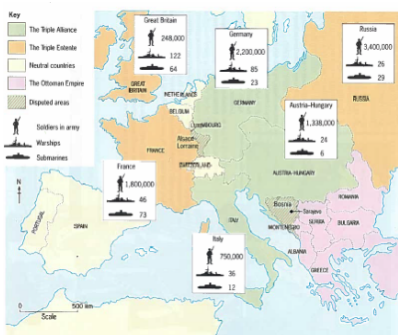 Key
The Triple Alliance
The Triple Entente
Neutral countries
The Ottoman Empire
Disputed areas
Soldiers in army
Warships
Submarines
Great Britain
248,000
122
64
Germany
2,200,000
85
23
Russia
3,400,000
26
29
Austria-Hungary
1,338,000
24
6
France
1,800,000
46
73
Italy
750,000
36
12
GREAT
BRITAIN
NETHERLANDS
BELGIUM
LUXEMBOURG
GERMANY
RUSSIA
Alsace-
Lorraine
FRANCE
SWITZERLAND
AUSTRIA-HUNGARY
PORTUGAL
SPAIN
ITALY
Bosnia
Sarajevo
ROMANIA
SERBIA
BULGARIA
MONTENEGRO
ALBANIA
GREECE
N
0
500 km
Scale